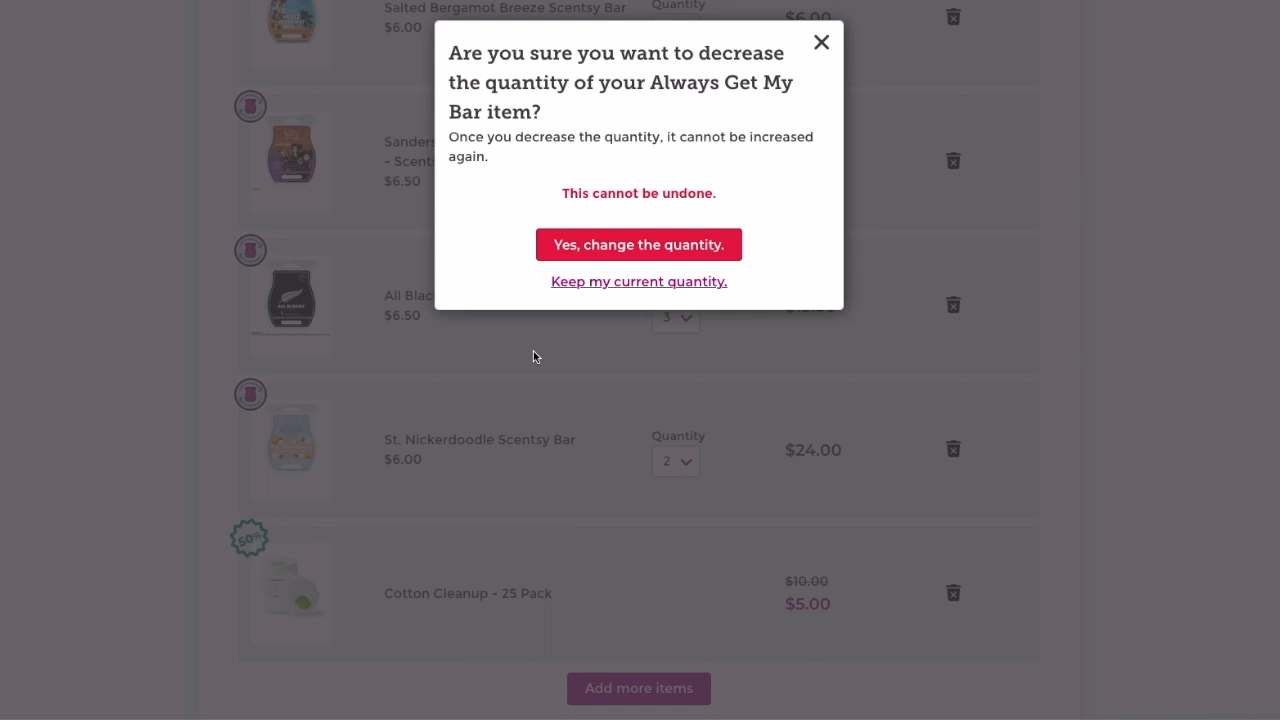 Salted Bergamot Breeze Scentsy Bar
$6.00
Quantity
$6.00
Are you sure you want to decrease
the quantity of your Always Get My
Bar item?
Once you decrease the quantity, it cannot be increased
again.
This cannot be undone.
Yes, change the quantity.
Keep my current quantity.
Sanders
- Scents
$6.50
All Blac
$6.50
3
St. Nickerdoodle Scentsy Bar
$6.00
Quantity
2
$24.00
50%
Cotton Cleanup - 25 Pack
$10.00
$5.00
Add more items